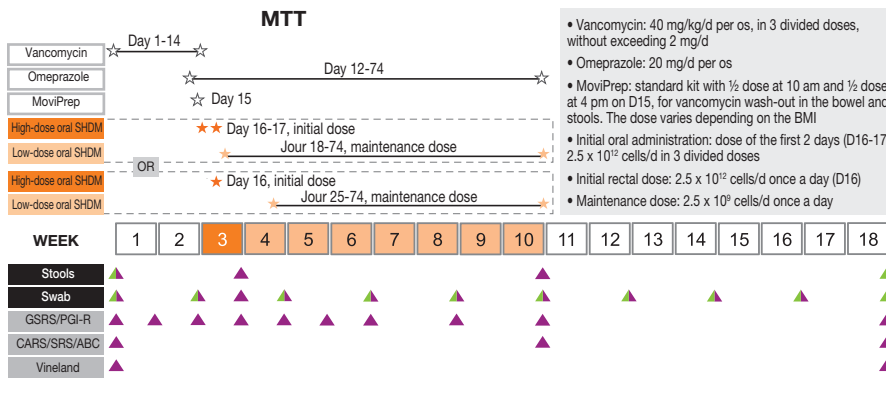 MTT
Vancomycin
Day 1-14
Omeprazole
Day 12-74
MoviPrep
Day 15
High-dose oral SHDM
Day 16-17, initial dose
Low-dose oral SHDM
Jour 18-74, maintenance dose
OR
High-dose oral SHDM
Day 16, initial dose
Low-dose oral SHDM
Jour 25-74, maintenance dose
• Vancomycin: 40 mg/kg/d per os, in 3 divided doses,
without exceeding 2 mg/d
• Omeprazole: 20 mg/d per os
• MoviPrep: standard kit with ½ dose at 10 am and ½ dose
at 4 pm on D15, for vancomycin wash-out in the bowel and
stools. The dose varies depending on the BMI
• Initial oral administration: dose of the first 2 days (D16-17
2.5 x 10¹² cells/d in 3 divided doses
• Initial rectal dose: 2.5 x 10¹² cells/d once a day (D16)
• Maintenance dose: 2.5 x 10⁹ cells/d once a day
WEEK 1 2 3 4 5 6 7 8 9 10 11 12 13 14 15 16 17 18
Stools
Swab
GSRS/PGI-R
CARS/SRS/ABC
Vineland